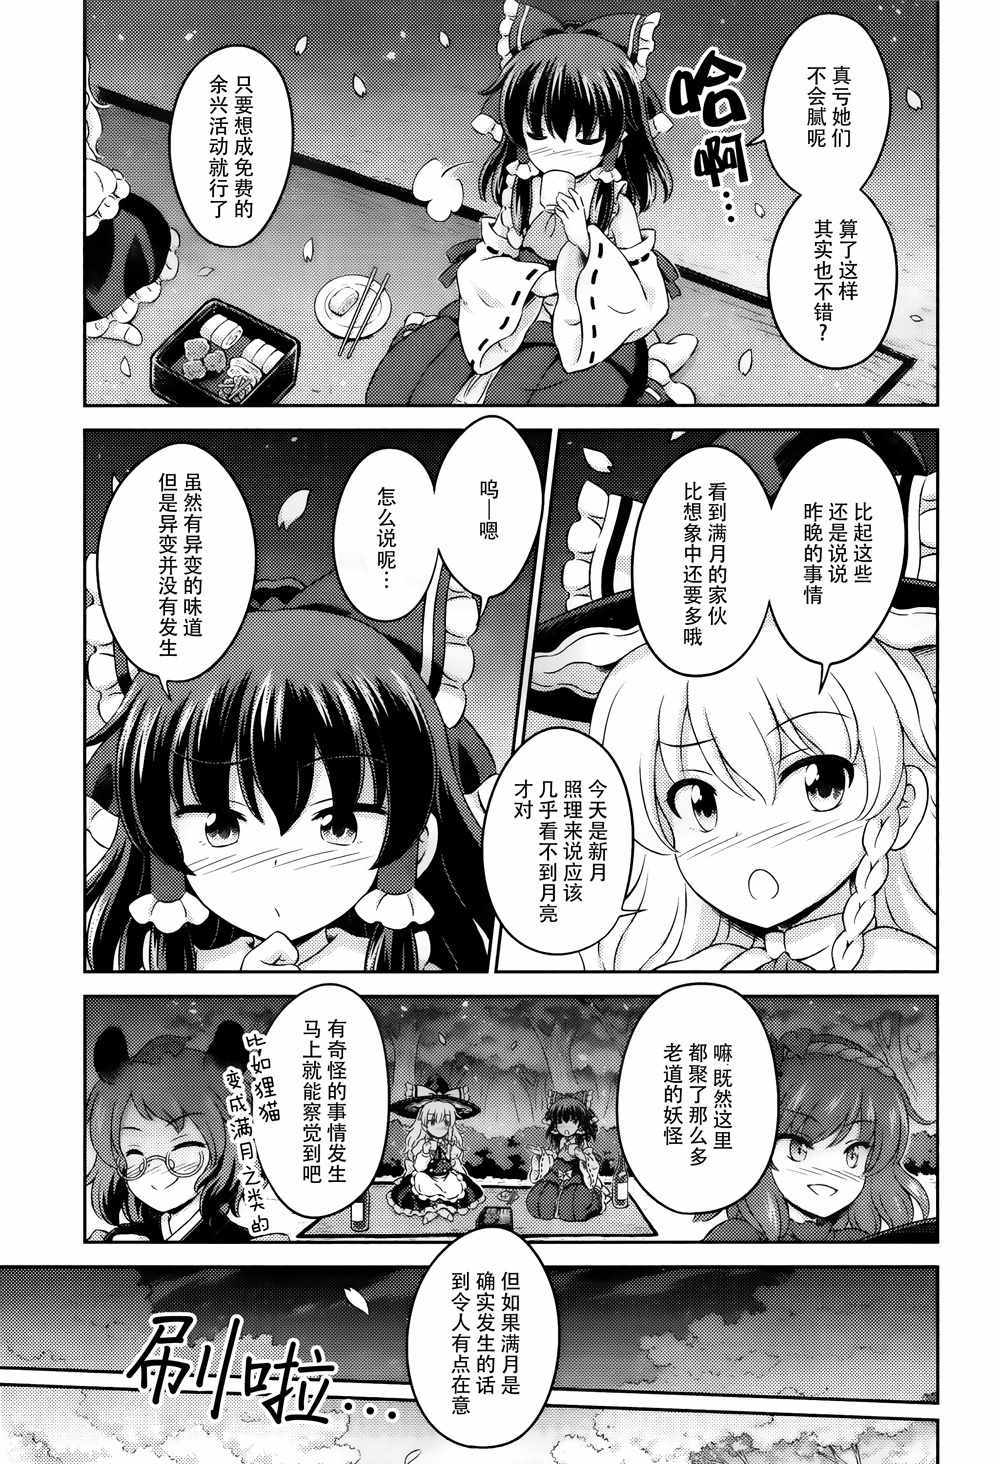 真亏她们
不会腻呢
算了这样
其实也不错?
哈啊…
只要想成免费的
余兴活动就行了
比起这些
还是说说
昨晚的事情
看到满月的家伙
比想象中还要多哦
今天是新月
照理来说应该
几乎看不到月亮
才对
呜—嗯
怎么说呢…
虽然有异变的味道
但是异变并没有发生
嘛既然这里
都聚了那么多
老道的妖怪
有奇怪的事情发生
马上就能察觉到吧
比如狸猫
变成满月之类的
但如果满月是
确实发生的话
到令人有点在意
刷啦…